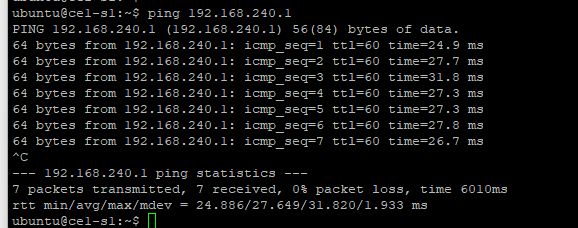 ubuntu@cel-sl:~$ ping 192.168.240.1
PING 192.168.240.1 (192.168.240.1) 56(84) bytes of data.
64 bytes from 192.168.240.1: icmp_seq=1 ttl=60 time=24.9 ms
64 bytes from 192.168.240.1: icmp_seq=2 ttl=60 time=27.7 ms
64 bytes from 192.168.240.1: icmp_seq=3 ttl=60 time=31.8 ms
64 bytes from 192.168.240.1: icmp_seq=4 ttl=60 time=27.3 ms
64 bytes from 192.168.240.1: icmp_seq=5 ttl=60 time=27.3 ms
64 bytes from 192.168.240.1: icmp_seq=6 ttl=60 time=27.8 ms
64 bytes from 192.168.240.1: icmp_seq=7 ttl=60 time=26.7 ms
^C
--- 192.168.240.1 ping statistics ---
7 packets transmitted, 7 received, 0% packet loss, time 6010ms
rtt min/avg/max/mdev = 24.886/27.649/31.820/1.933 ms
ubuntu@cel-sl:~$